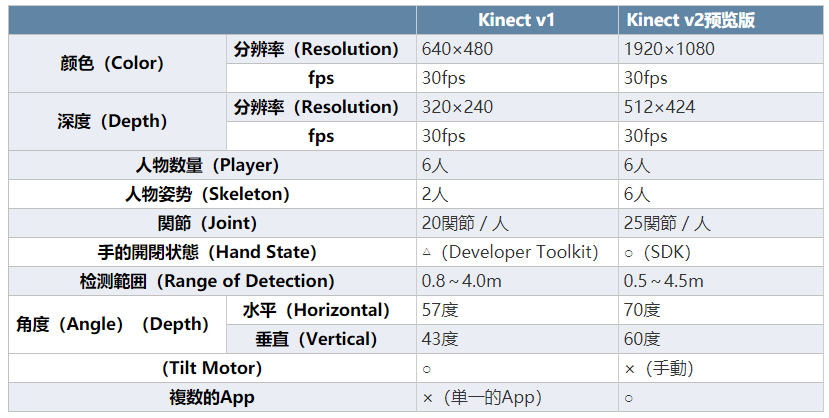 Kinect v1 Kinect v2预览版
颜色（Color） 分辨率（Resolution） 640×480 1920×1080
fps 30fps 30fps
深度（Depth） 分辨率（Resolution） 320×240 512×424
fps 30fps 30fps
人物数量（Player） 6人 6人
人物姿势（Skeleton） 2人 6人
関節（Joint） 20関節 / 人 25関節 / 人
手的開閉状態（Hand State） △（Developer Toolkit） ○（SDK）
检测範囲（Range of Detection） 0.8～4.0m 0.5～4.5m
角度（Angle）（Depth） 水平（Horizontal） 57度 70度
垂直（Vertical） 43度 60度
（Tilt Motor） ○ ×（手動）
複数的App ×（単一的App） ○